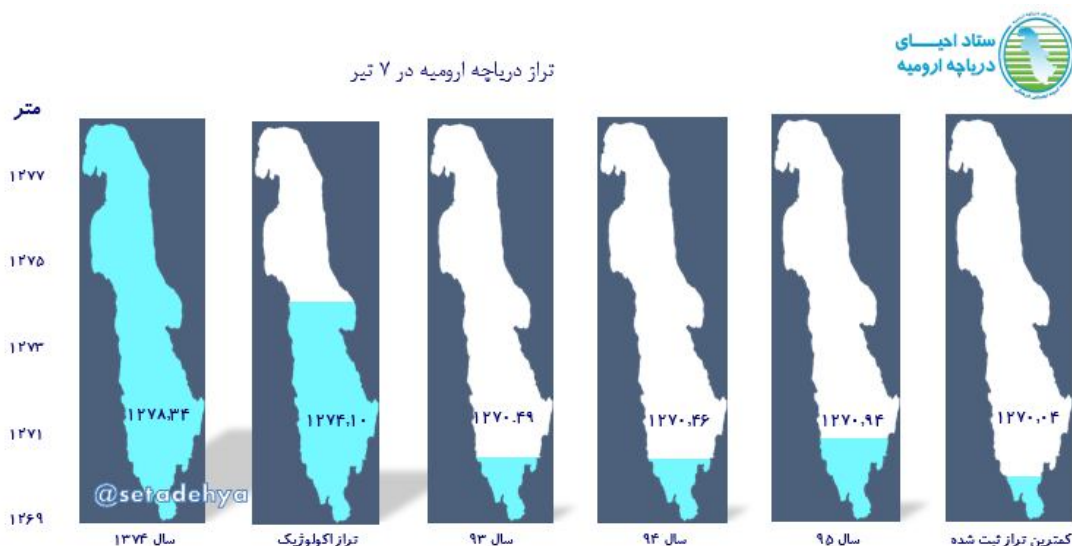 ستاد احیای
دریاچه ارومیه
تراز دریاچه ارومیه در ۷ تیر
متر
۱۲۷۷
۱۲۷۵
۱۲۷۳
۱۲۷۱
۱۲۶۹
۱۲۷۸,۳۴
۱۲۷۴,۱۰
۱۲۷۰.۴۹
۱۲۷۰,۴۶
۱۲۷۰,۹۴
۱۲۷۰,۰۴
@setadehya
سال ۱۳۷۴
تراز اکولوژیک
سال ۹۳
سال ۹۴
سال ۹۵
کمترین تراز ثبت شده